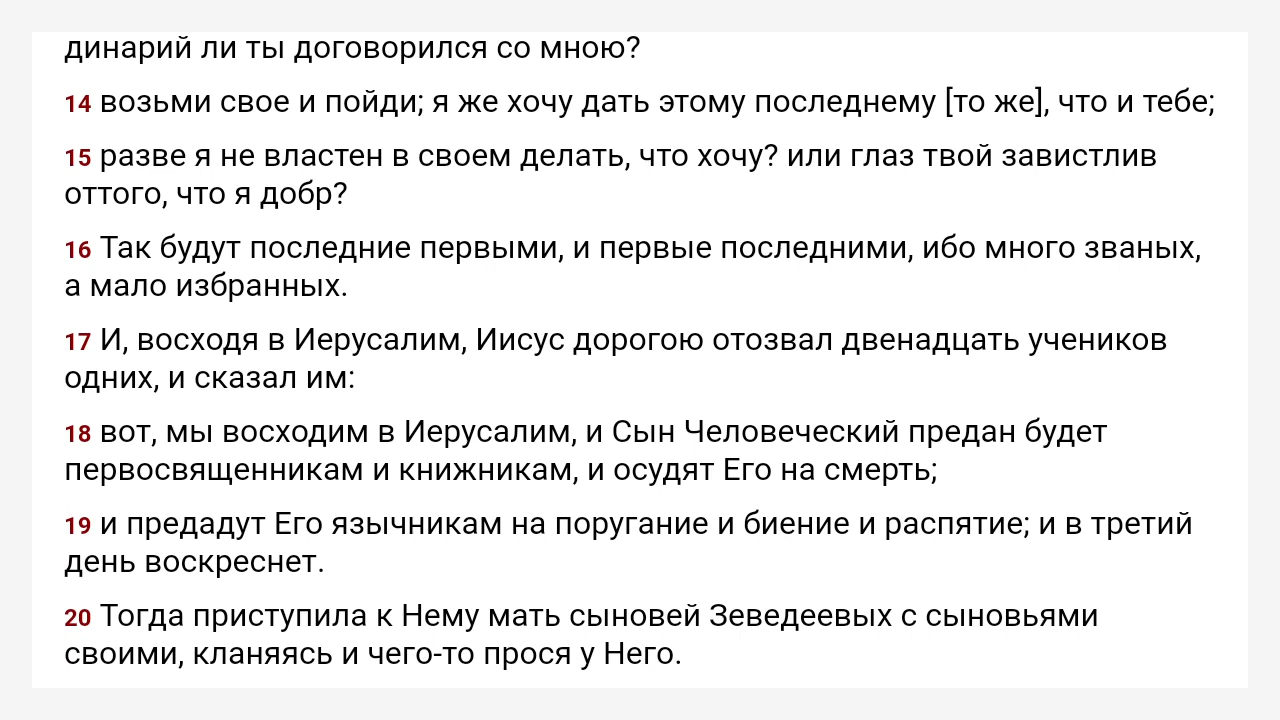 динарий ли ты договорился со мною?
14 возьми свое и пойди; я же хочу дать этому последнему [то же], что и тебе;
15 разве я не властен в своем делать, что хочу? или глаз твой завистлив
оттого, что я добр?
16 Так будут последние первыми, и первые последними, ибо много званых,
а мало избранных.
17 И, восходя в Иерусалим, Иисус дорогою отозвал двенадцать учеников
одних, и сказал им:
18 вот, мы восходим в Иерусалим, и Сын Человеческий предан будет
первосвященникам и книжникам, и осудят Его на смерть;
19 и предадут Его язычникам на поругание и биение и распятие; и в третий
день воскреснет.
20 Тогда приступила к Нему мать сыновей Зеведеевых с сыновьями
своими, кланяясь и чего-то прося у Него.